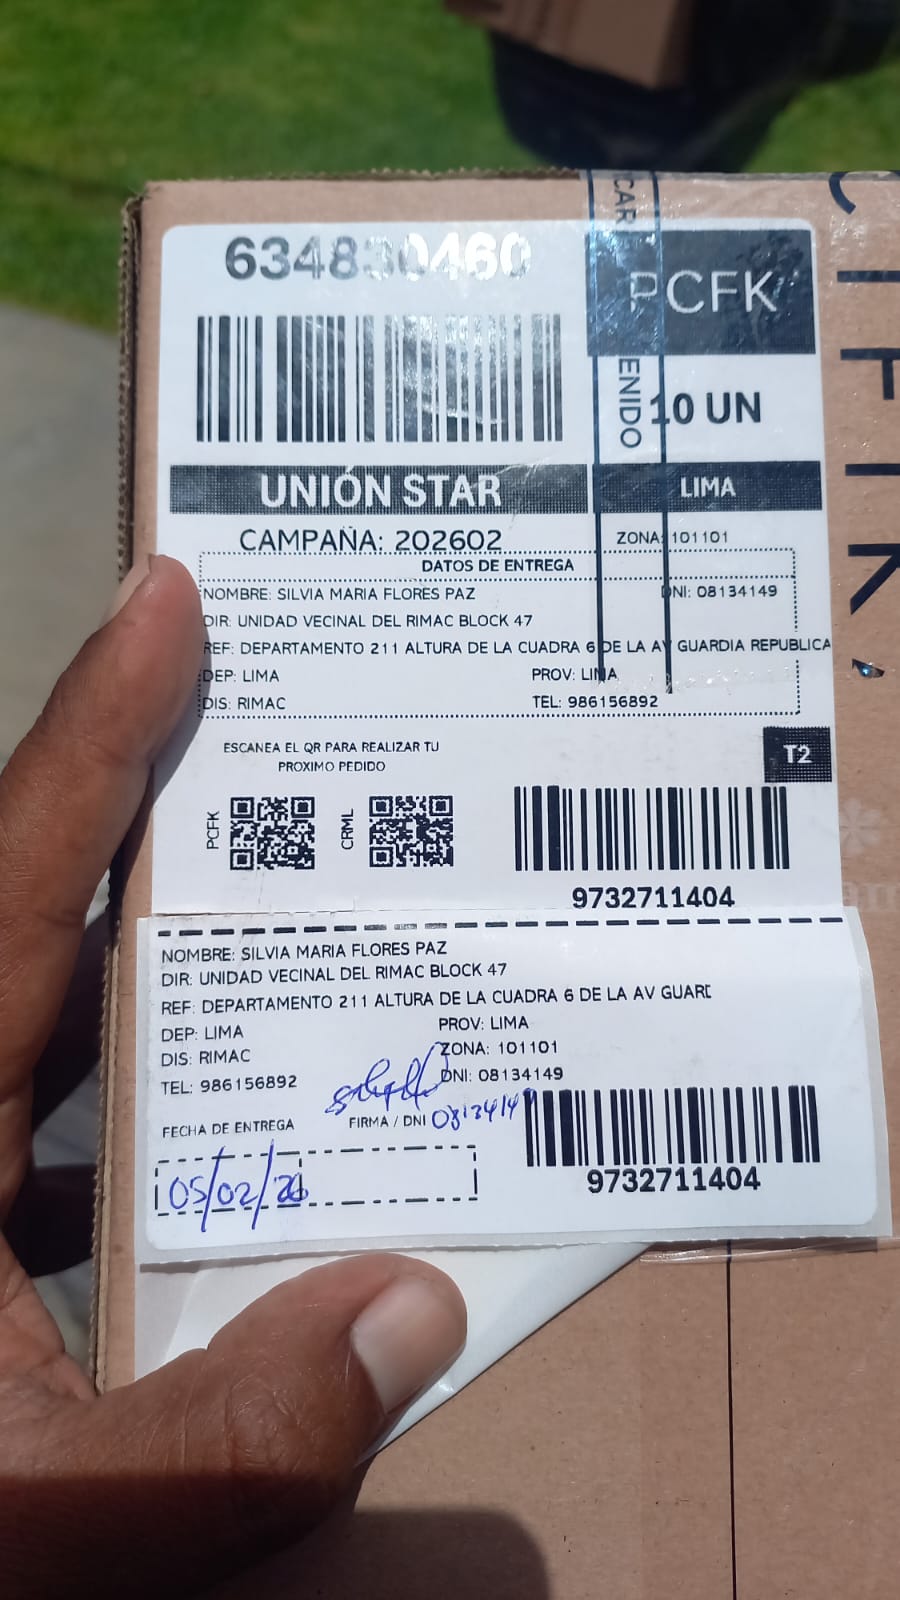 634830460
PCFK
10 UN
UNIÓN STAR
LIMA
CAMPAÑA: 202602
ZONA: 101101
DATOS DE ENTREGA
NOMBRE: SILVIA MARIA FLORES PAZ
DNI: 08134149
DIR: UNIDAD VECINAL DEL RIMAC BLOCK 47
REF: DEPARTAMENTO 211 ALTURA DE LA CUADRA 6 DE LA AV GUARDIA REPUBLICA
DEP: LIMA
PROV: LIMA
DIS: RIMAC
TEL: 986156892
ESCANEA EL QR PARA REALIZAR TU
PROXIMO PEDIDO
T2
PCFK
CRML
9732711404
NOMBRE: SILVIA MARIA FLORES PAZ
DIR: UNIDAD VECINAL DEL RIMAC BLOCK 47
REF: DEPARTAMENTO 211 ALTURA DE LA CUADRA 6 DE LA AV GUARD
DEP: LIMA
PROV: LIMA
DIS: RIMAC
ZONA: 101101
TEL: 986156892
DNI: 08134149
FECHA DE ENTREGA
FIRMA / DNI 08134149
05/02/26
9732711404